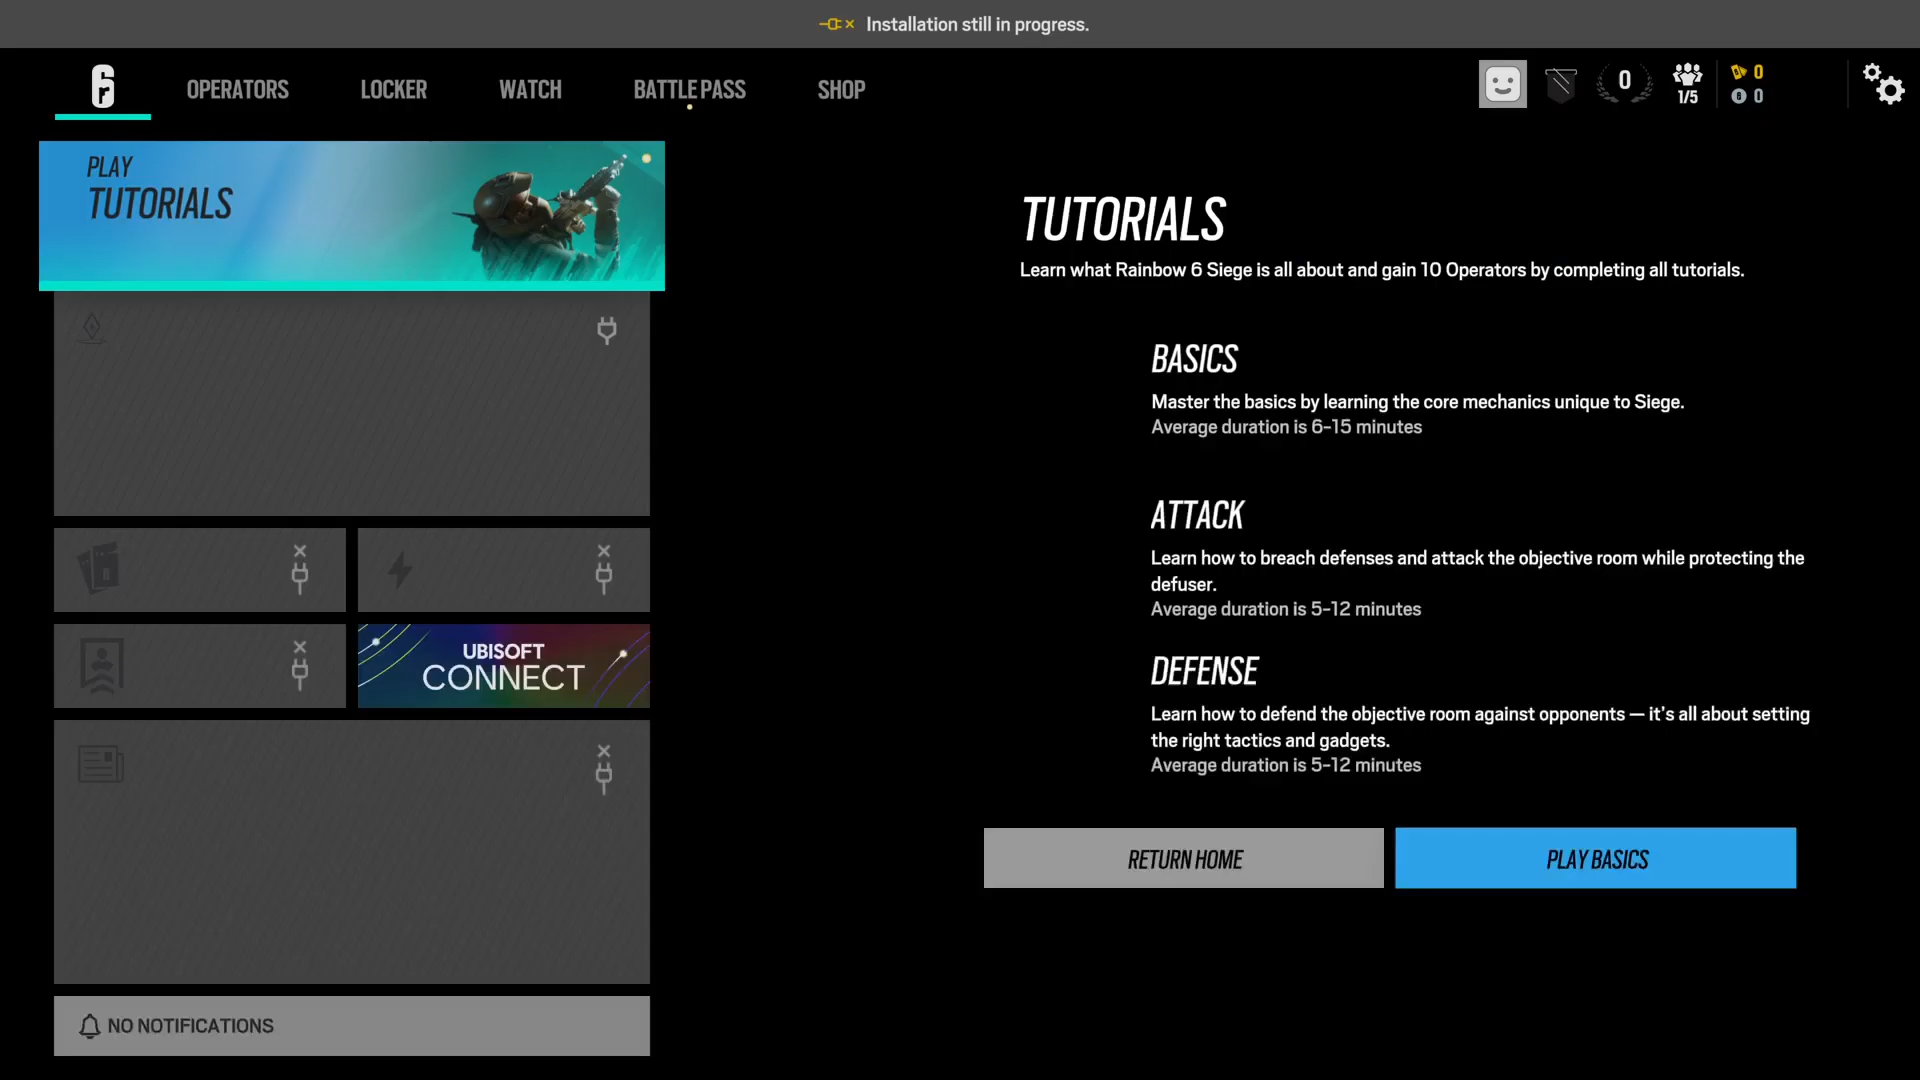 Installation still in progress.
OPERATORS
LOCKER
WATCH
BATTLE PASS
SHOP
0
1/5
0
0
PLAY
TUTORIALS
UBISOFT
CONNECT
NO NOTIFICATIONS
TUTORIALS
Learn what Rainbow 6 Siege is all about and gain 10 Operators by completing all tutorials.
BASICS
Master the basics by learning the core mechanics unique to Siege.
Average duration is 6-15 minutes
ATTACK
Learn how to breach defenses and attack the objective room while protecting the
defuser.
Average duration is 5-12 minutes
DEFENSE
Learn how to defend the objective room against opponents — it's all about setting
the right tactics and gadgets.
Average duration is 5-12 minutes
RETURN HOME
PLAY BASICS